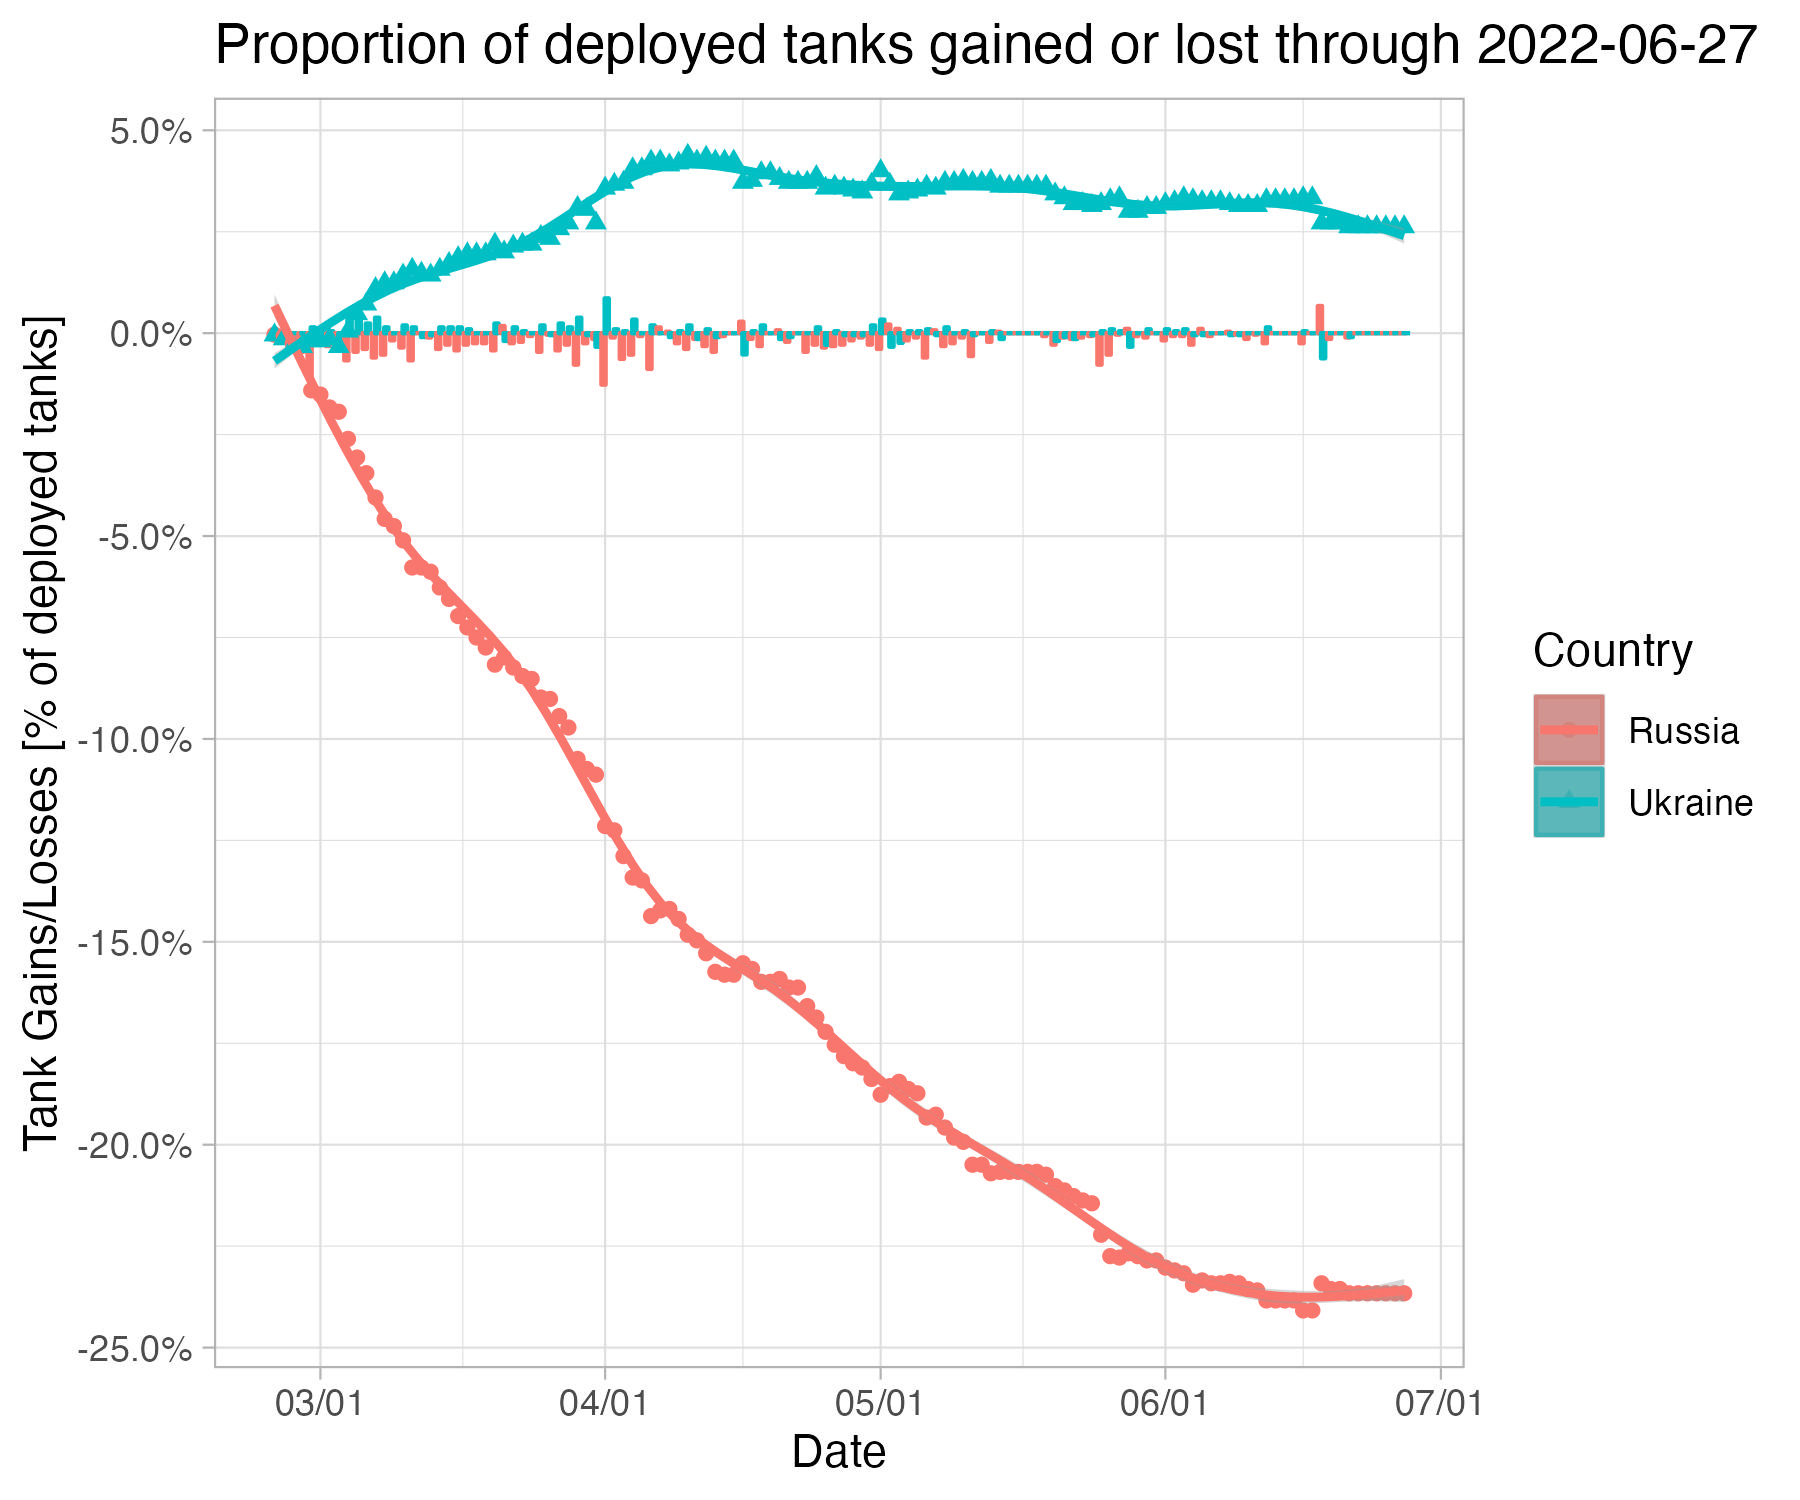 Proportion of deployed tanks gained or lost through 2022-06-27
Tank Gains/Losses [% of deployed tanks]
5.0%
0.0%
-5.0%
-10.0%
-15.0%
-20.0%
-25.0%
03/01
04/01
05/01
06/01
07/01
Date
Country
Russia
Ukraine